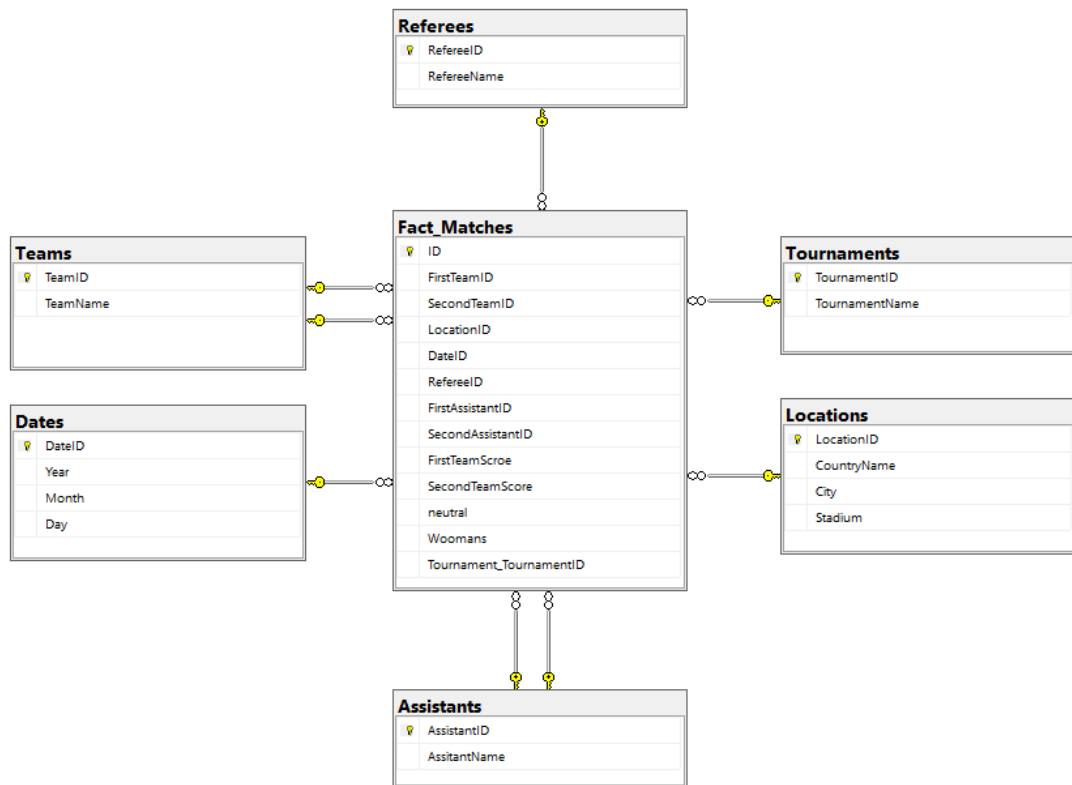 Referees
RefereeID
RefereeName
Fact_Matches
ID
FirstTeamID
SecondTeamID
LocationID
DateID
RefereeID
FirstAssistantID
SecondAssistantID
FirstTeamScroe
SecondTeamScore
neutral
Woomans
Tournament_TournamentID
Teams
TeamID
TeamName
Tournaments
TournamentID
TournamentName
Dates
DateID
Year
Month
Day
Locations
LocationID
CountryName
City
Stadium
Assistants
AssistantID
AssitantName